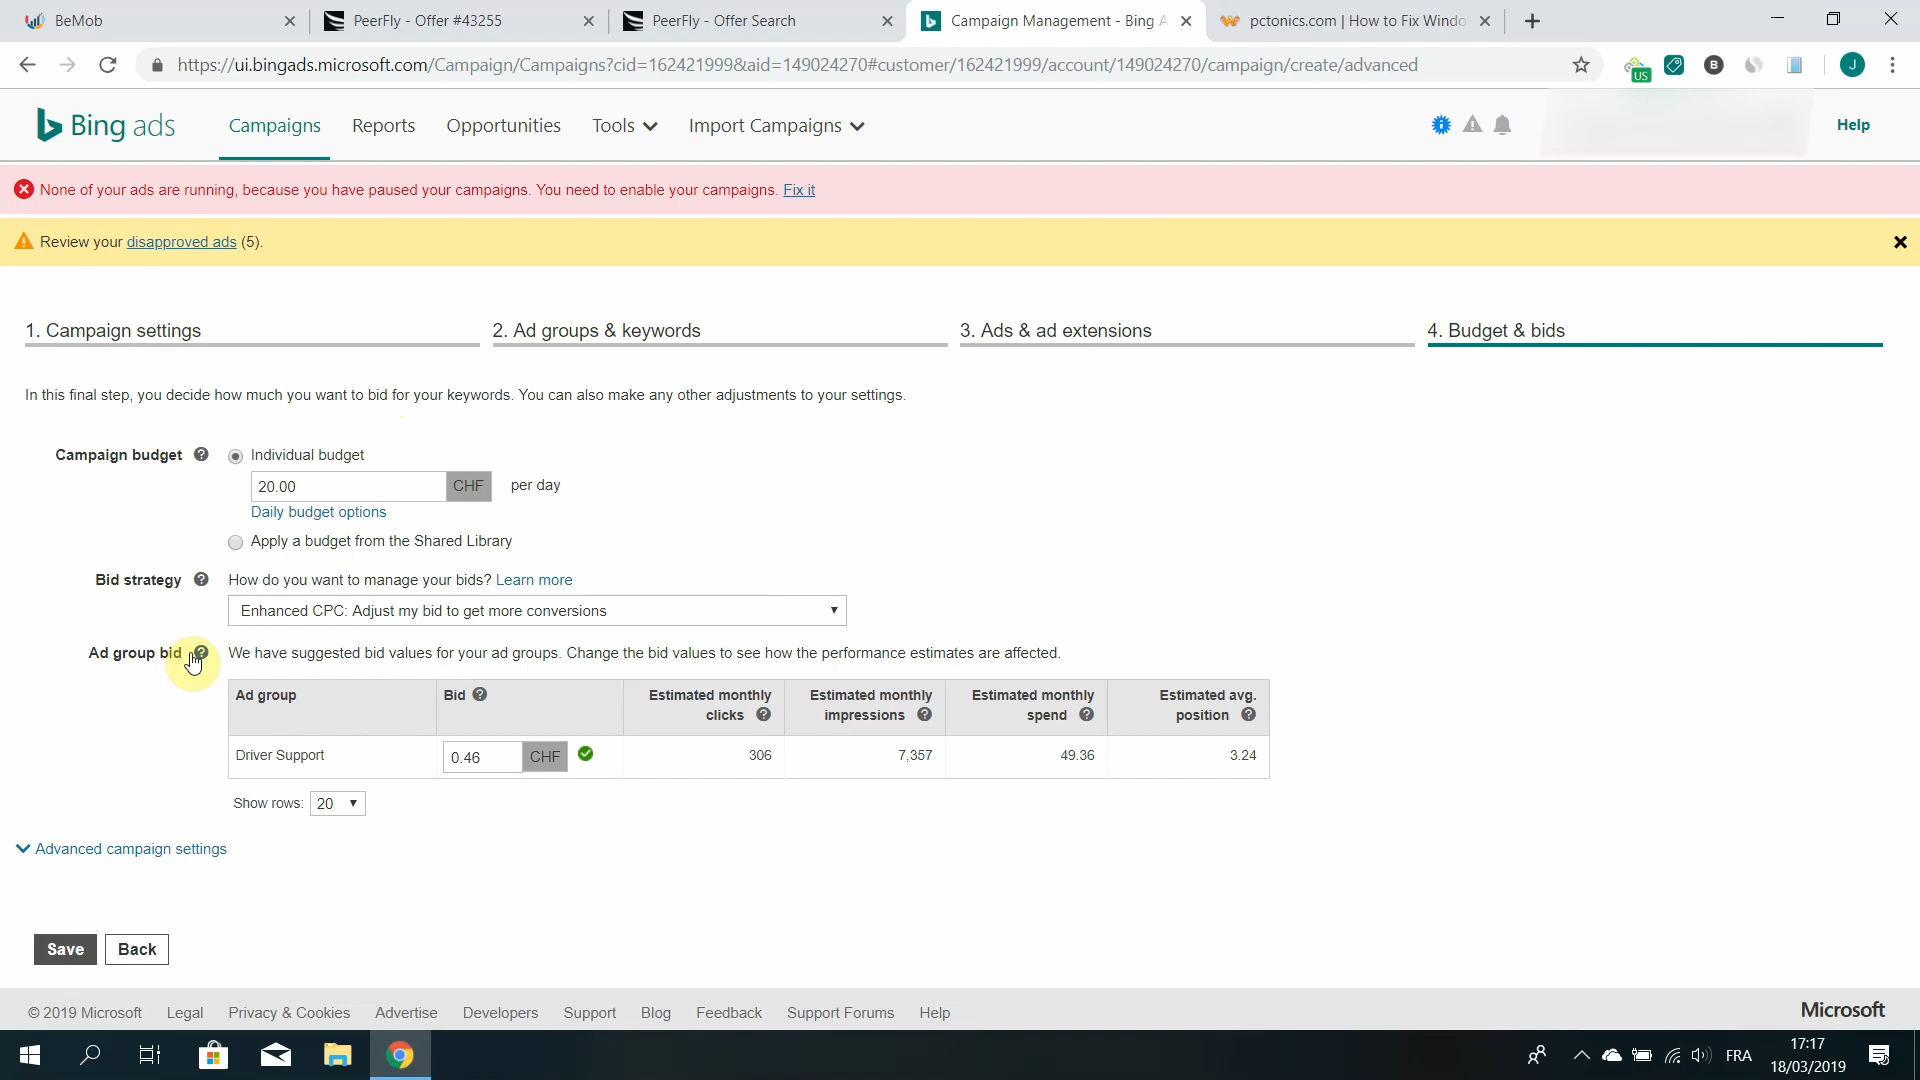 BeMob
PeerFly - Offer #43255
PeerFly - Offer Search
Campaign Management - Bing A
pctonics.com | How to Fix Windo
https://ui.bingads.microsoft.com/Campaign/Campaigns?cid=162421999&aid=149024270#customer/162421999/account/149024270/campaign/create/advanced
US
B
J
Bing ads
Campaigns
Reports
Opportunities
Tools
Import Campaigns
Help
None of your ads are running, because you have paused your campaigns. You need to enable your campaigns. Fix it
Review your disapproved ads (5).
1. Campaign settings
2. Ad groups & keywords
3. Ads & ad extensions
4. Budget & bids
In this final step, you decide how much you want to bid for your keywords. You can also make any other adjustments to your settings.
Campaign budget
Individual budget
20.00 CHF per day
Daily budget options
Apply a budget from the Shared Library
Bid strategy
How do you want to manage your bids? Learn more
Enhanced CPC: Adjust my bid to get more conversions
Ad group bid
We have suggested bid values for your ad groups. Change the bid values to see how the performance estimates are affected.
Ad group
Bid
Estimated monthly
clicks
Estimated monthly
impressions
Estimated monthly
spend
Estimated avg.
position
Driver Support
0.46 CHF
306
7,357
49.36
3.24
Show rows: 20
Advanced campaign settings
Save
Back
© 2019 Microsoft
Legal
Privacy & Cookies
Advertise
Developers
Support
Blog
Feedback
Support Forums
Help
Microsoft
FRA
17:17
18/03/2019